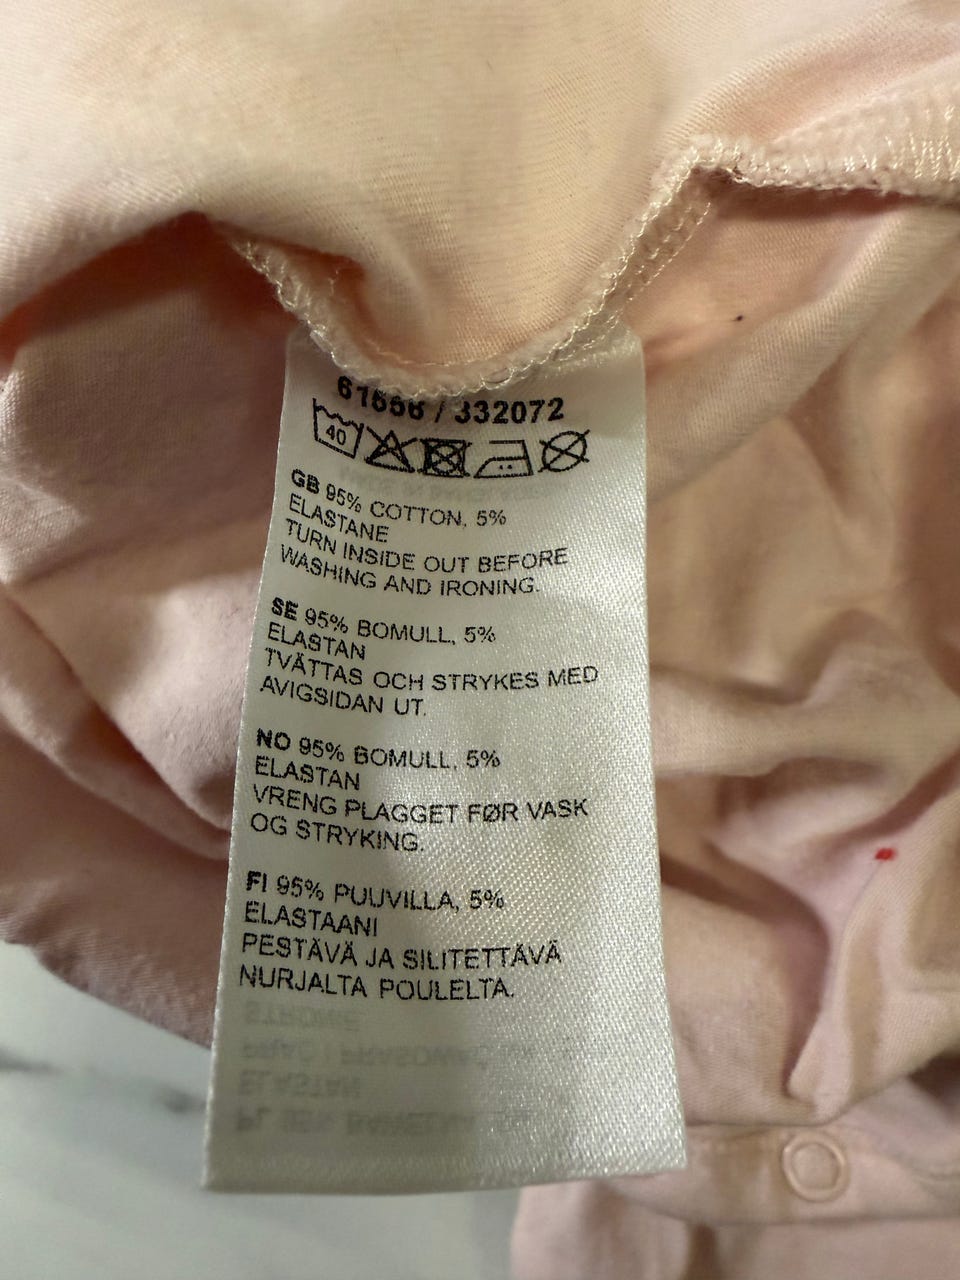 / 332072
40
GB 95% COTTON, 5%
ELASTANE
TURN INSIDE OUT BEFORE
WASHING AND IRONING.
SE 95% BOMULL, 5%
ELASTAN
TVÄTTAS OCH STRYKES MED
AVIGSIDAN UT.
NO 95% BOMULL, 5%
ELASTAN
VRENG PLAGGET FØR VASK
OG STRYKING.
FI 95% PUUVILLA, 5%
ELASTAANI
PESTÄVÄ JA SILITETTÄVÄ
NURJALTA POULELTA.